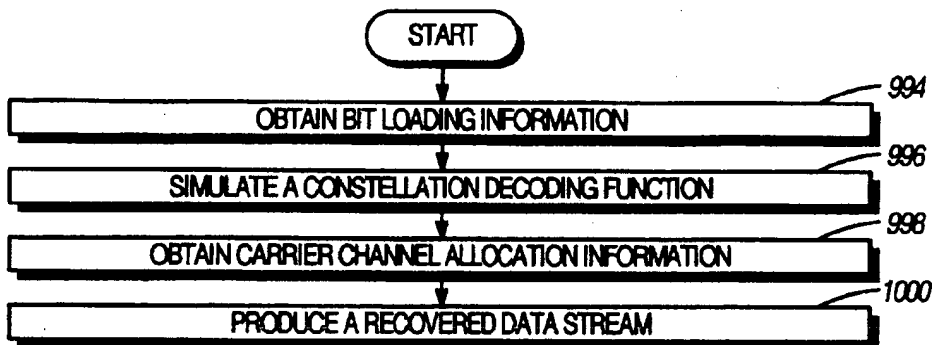 START
994
OBTAIN BIT LOADING INFORMATION
996
SIMULATE A CONSTELLATION DECODING FUNCTION
998
OBTAIN CARRIER CHANNEL ALLOCATION INFORMATION
1000
PRODUCE A RECOVERED DATA STREAM